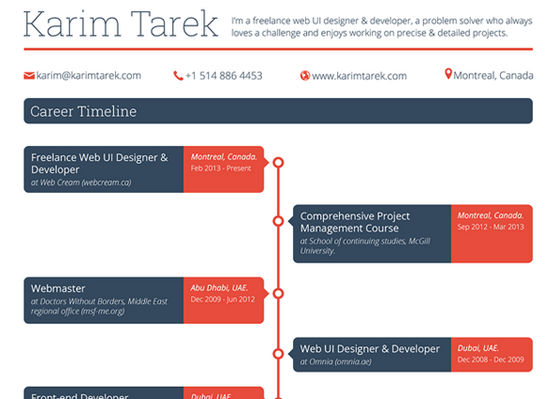 Karim Tarek
I'm a freelance web UI designer & developer, a problem solver who always
loves a challenge and enjoys working on precise & detailed projects.
karim@karimtarek.com
+1 514 886 4453
www.karimtarek.com
Montreal, Canada
Career Timeline
Freelance Web UI Designer &
Developer
at Web Cream (webcream.ca)
Montreal, Canada.
Feb 2013 - Present
Comprehensive Project
Management Course
at School of continuing studies, McGill
University.
Montreal, Canada.
Sep 2012 - Mar 2013
Webmaster
at Doctors Without Borders, Middle East
regional office (msf-me.org)
Abu Dhabi, UAE.
Dec 2009 - Jun 2012
Web UI Designer & Developer
at Omnia (omnia.ae)
Dubai, UAE.
Dec 2008 - Dec 2009
Front-end Developer
Dubai, UAE.